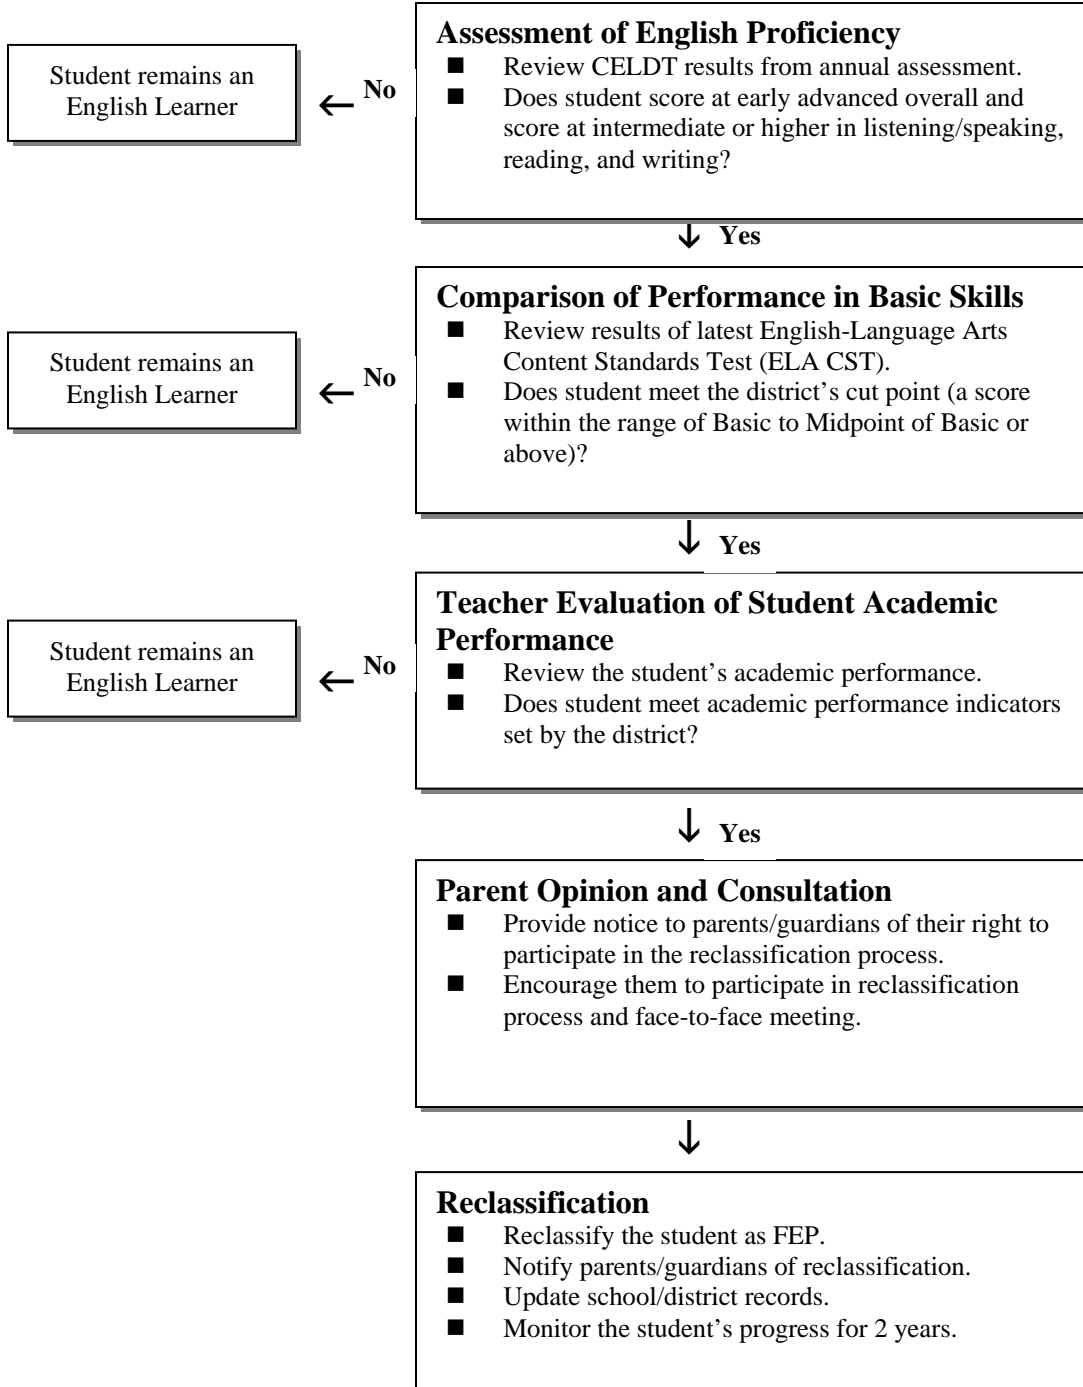 Assessment of English Proficiency
■ Review CELDT results from annual assessment.
■ Does student score at early advanced overall and
score at intermediate or higher in listening/speaking,
reading, and writing?
Student remains an
English Learner
← No
↓ Yes
Comparison of Performance in Basic Skills
■ Review results of latest English-Language Arts
Content Standards Test (ELA CST).
■ Does student meet the district’s cut point (a score
within the range of Basic to Midpoint of Basic or
above)?
Student remains an
English Learner
← No
↓ Yes
Teacher Evaluation of Student Academic
Performance
■ Review the student’s academic performance.
■ Does student meet academic performance indicators
set by the district?
Student remains an
English Learner
← No
↓ Yes
Parent Opinion and Consultation
■ Provide notice to parents/guardians of their right to
participate in the reclassification process.
■ Encourage them to participate in reclassification
process and face-to-face meeting.
↓
Reclassification
■ Reclassify the student as FEP.
■ Notify parents/guardians of reclassification.
■ Update school/district records.
■ Monitor the student’s progress for 2 years.